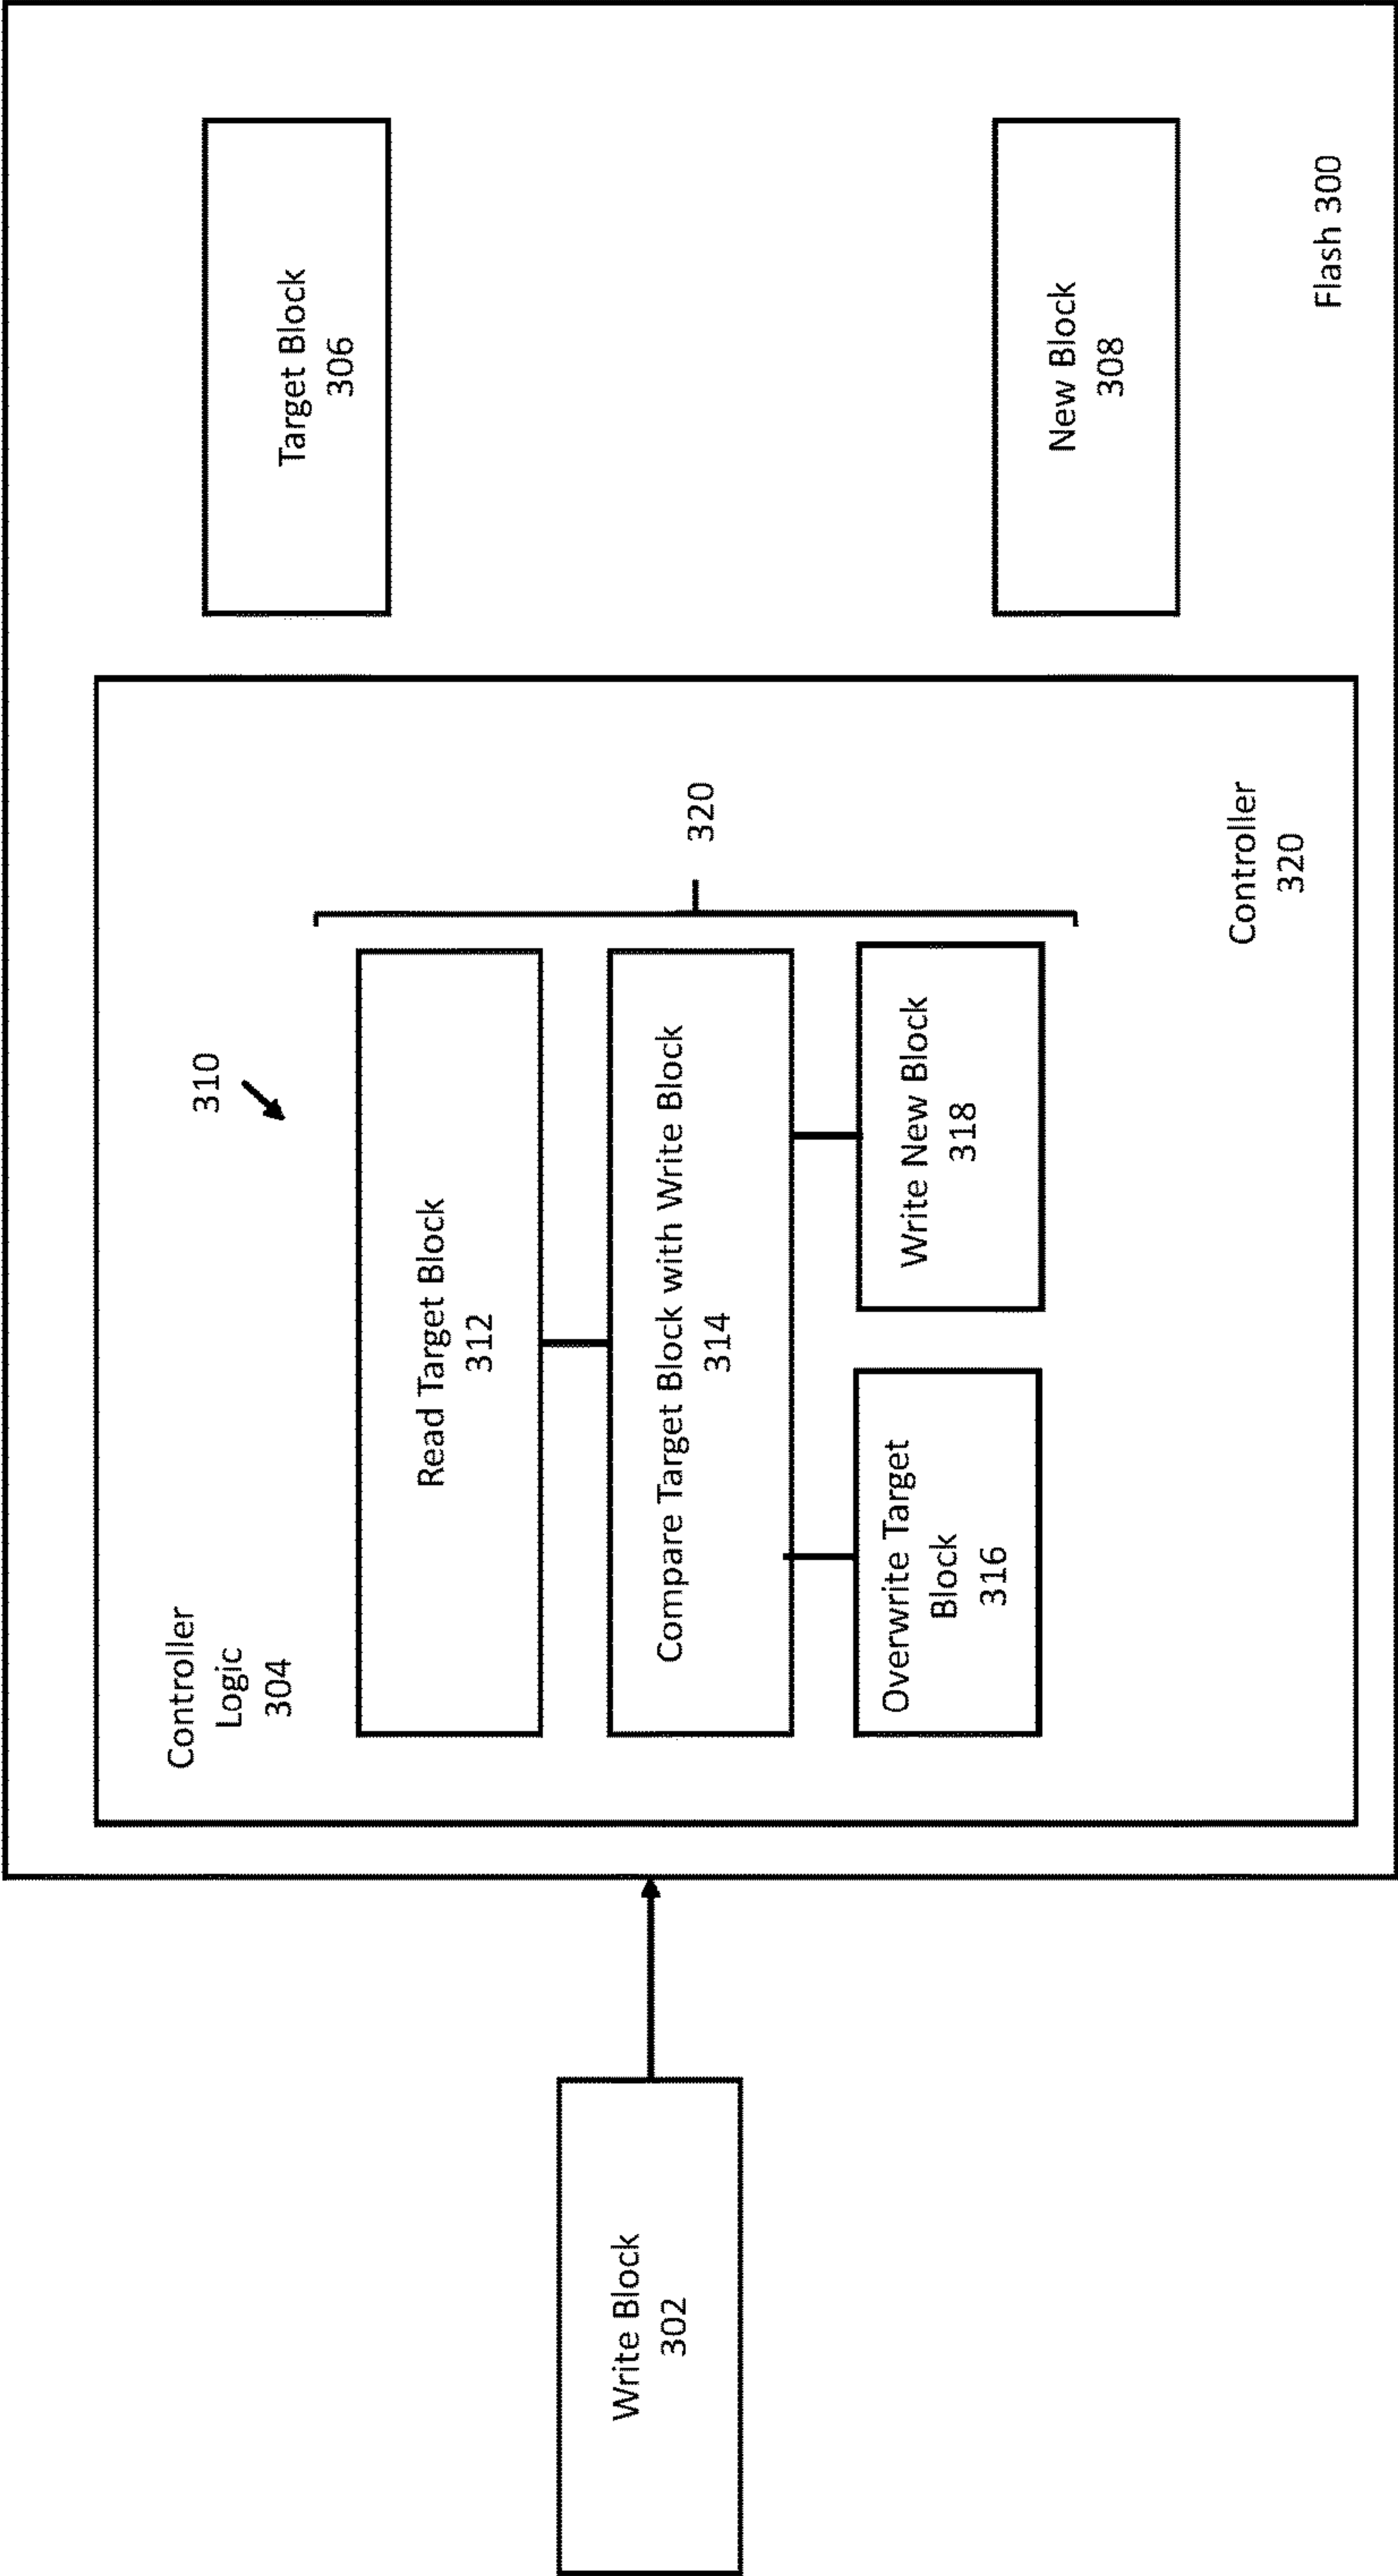 Write Block
302
Controller
Logic
304
310
Read Target Block
312
Compare Target Block with Write Block
314
Overwrite Target
Block
316
Write New Block
318
320
Controller
320
Target Block
306
New Block
308
Flash 300